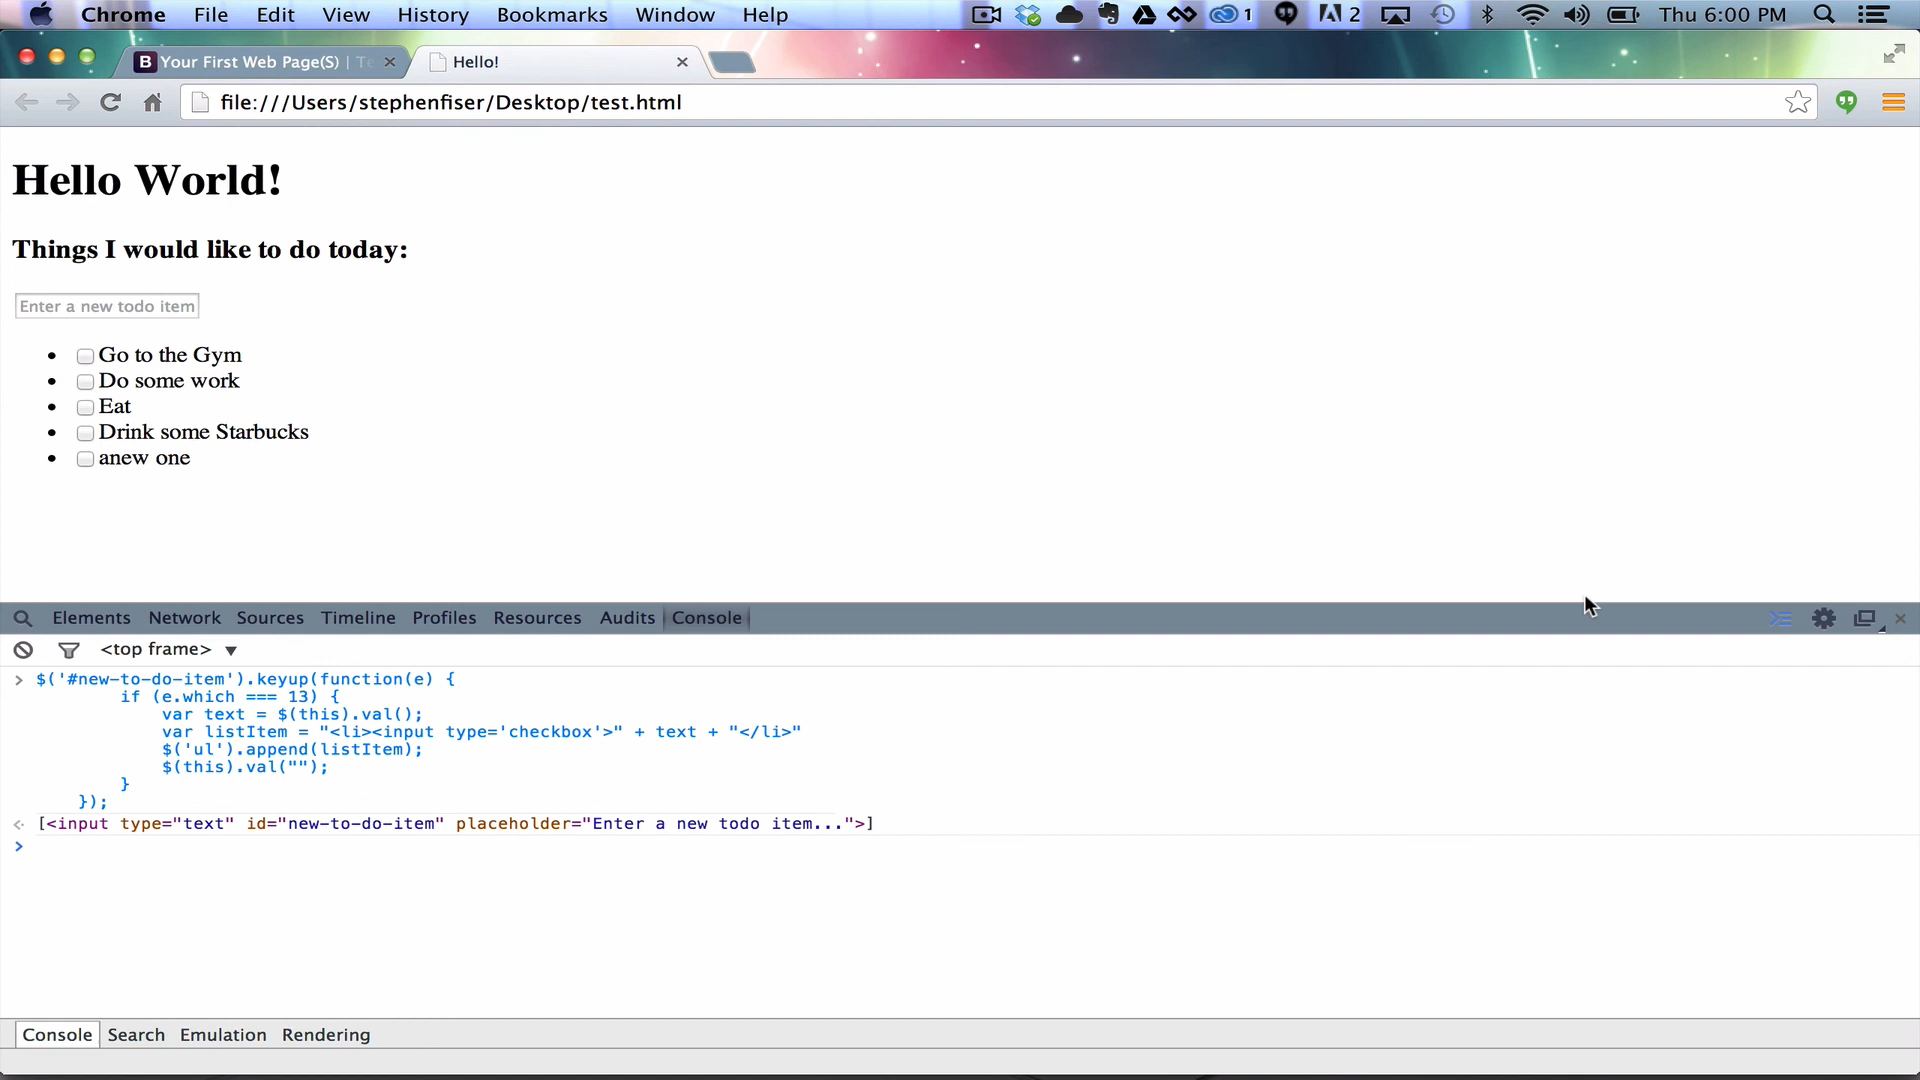 Chrome File Edit View History Bookmarks Window Help 1 2 Thu 6:00 PM
B Your First Web Page(S) | Te Hello!
file:///Users/stephenfiser/Desktop/test.html
Hello World!
Things I would like to do today:
Enter a new todo item
Go to the Gym
Do some work
Eat
Drink some Starbucks
anew one
Elements Network Sources Timeline Profiles Resources Audits Console
<top frame>
> $('#new-to-do-item').keyup(function(e) {
if (e.which === 13) {
var text = $(this).val();
var listItem = "<li><input type='checkbox'>" + text + "</li>"
$('ul').append(listItem);
$(this).val("");
}
});
[<input type="text" id="new-to-do-item" placeholder="Enter a new todo item...">]
>
Console Search Emulation Rendering